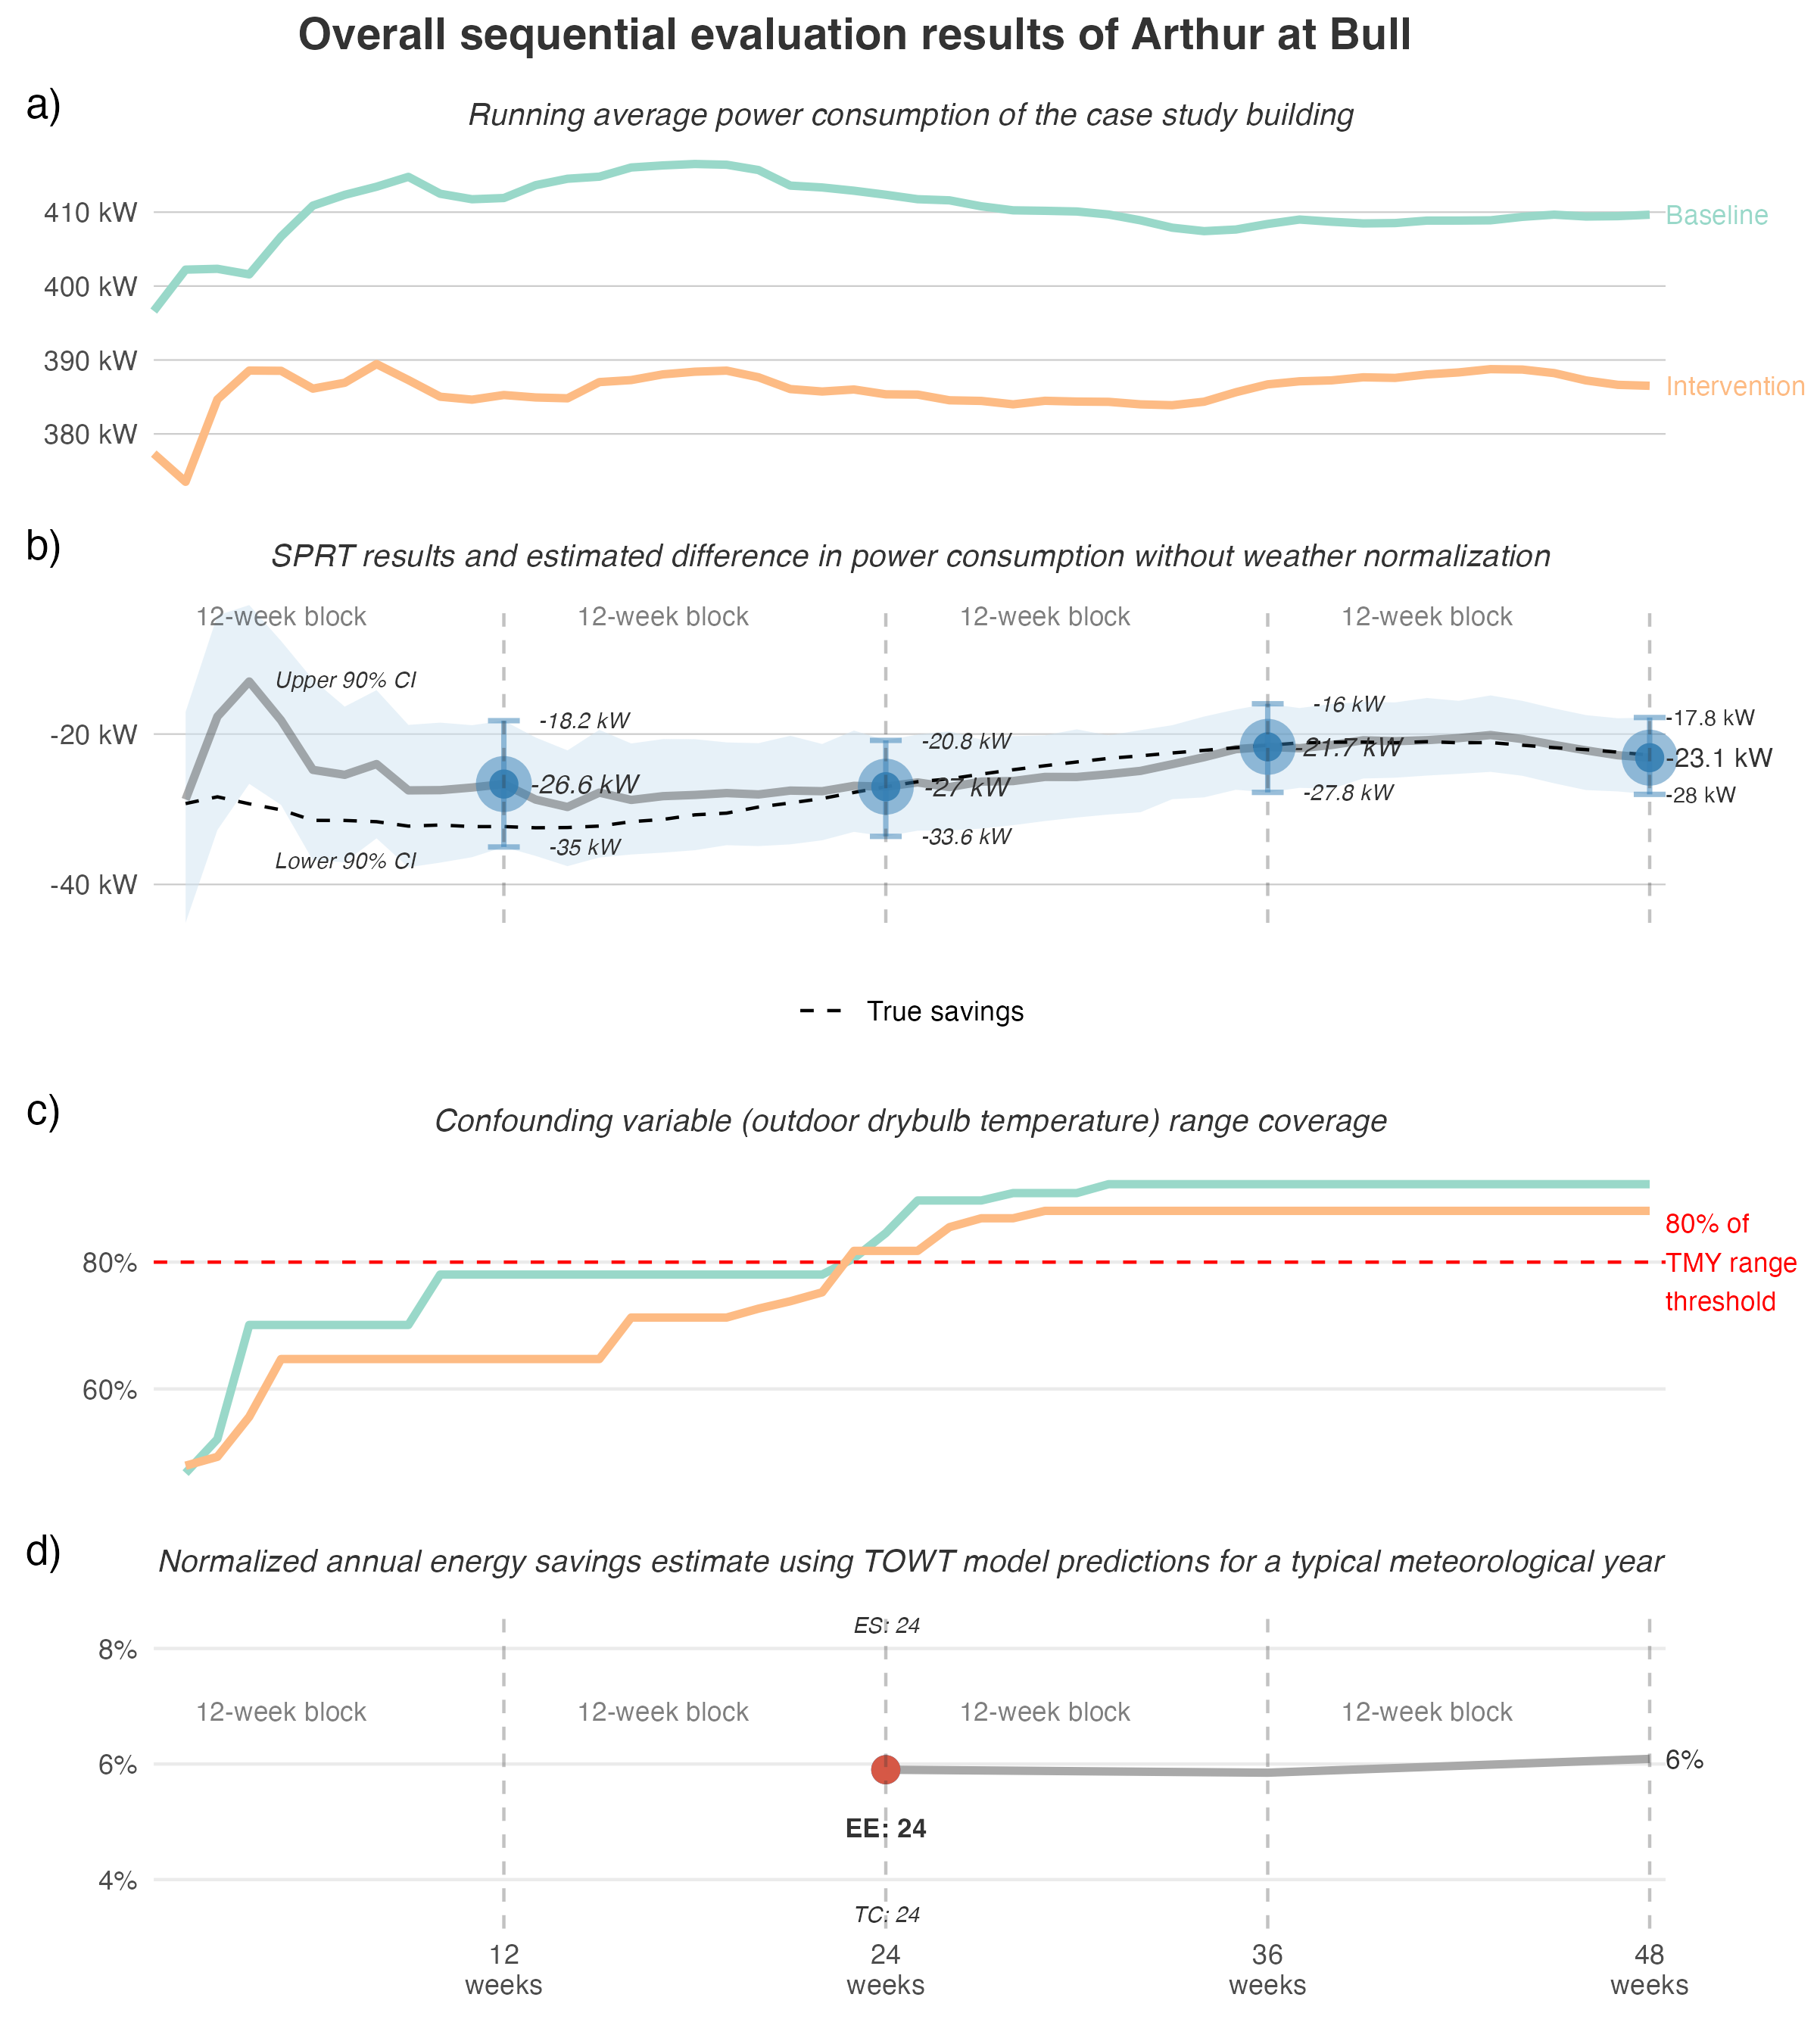 Overall sequential evaluation results of Arthur at Bull
a)
Running average power consumption of the case study building
410 kW
Baseline
400 kW
390 kW
Intervention
380 kW
b)
SPRT results and estimated difference in power consumption without weather normalization
12-week block
12-week block
12-week block
12-week block
Upper 90% CI
-16 kW
-18.2 kW
-17.8 kW
-20 kW
-20.8 kW
-21.7 kW
-23.1 kW
-26.6 kW
-27 kW
-27.8 kW
-28 kW
-33.6 kW
-35 kW
Lower 90% CI
-40 kW
True savings
c)
Confounding variable (outdoor drybulb temperature) range coverage
80% of
80%
TMY range
threshold
60%
d)
Normalized annual energy savings estimate using TOWT model predictions for a typical meteorological year
ES: 24
8%
12-week block
12-week block
12-week block
12-week block
6%
6%
EE: 24
4%
TC: 24
12
weeks
24
weeks
36
weeks
48
weeks